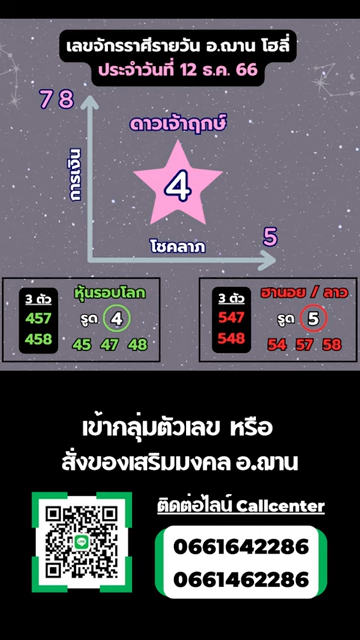 เลขจักรราศีรายวัน อ.ฌาน โฮลี่
ประจำวันที่ 12 ธ.ค. 66
7 8
ดาวเจ้าฤกษ์
การเงิน
4
โชคลาภ
5
3 ตัว
457
458
หุ้นรอบโลก
รูด 4
45 47 48
3 ตัว
547
548
ฮานอย / ลาว
รูด 5
54 57 58
เข้ากลุ่มตัวเลข หรือ
สั่งของเสริมมงคล อ.ฌาน
ติดต่อไลน์ Callcenter
0661642286
0661462286